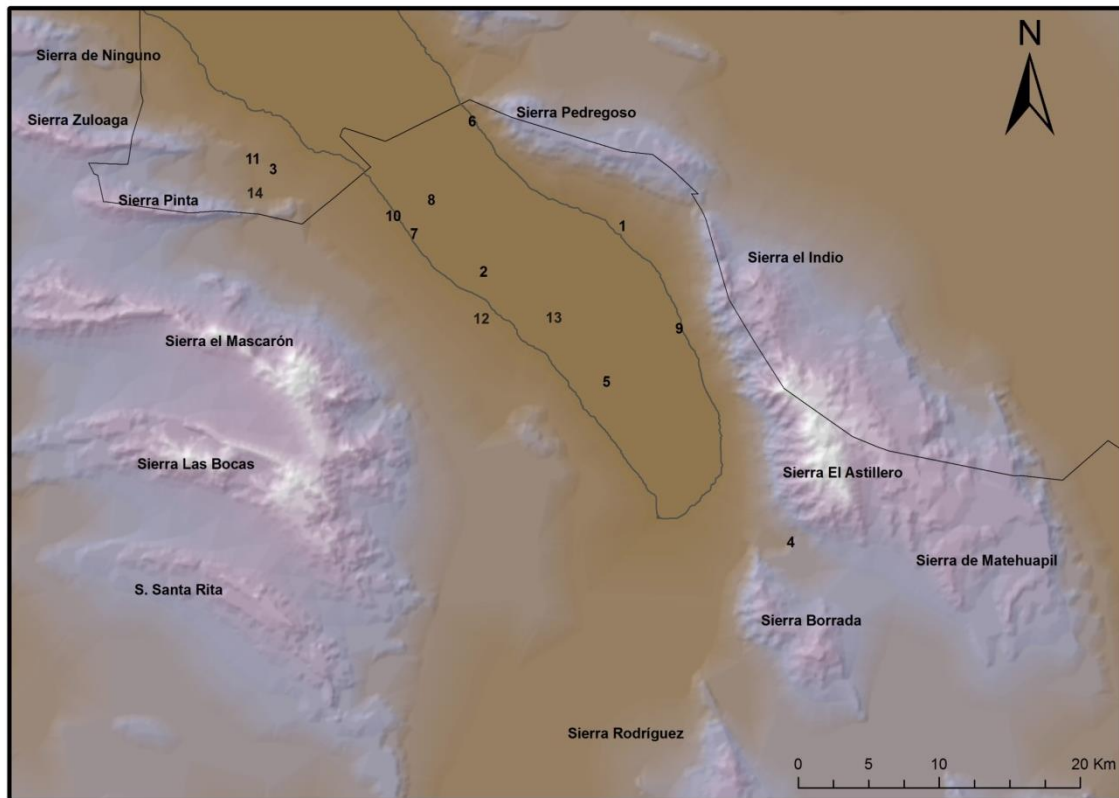 N
Sierra de Ninguno
Sierra Zuloaga
Sierra Pedregoso
6
11
3
14
Sierra Pinta
8
10
7
1
Sierra el Indio
2
12
13
9
Sierra el Mascarón
5
Sierra Las Bocas
Sierra El Astillero
4
Sierra de Matehuapil
S. Santa Rita
Sierra Borrada
Sierra Rodríguez
0 5 10 20 Km